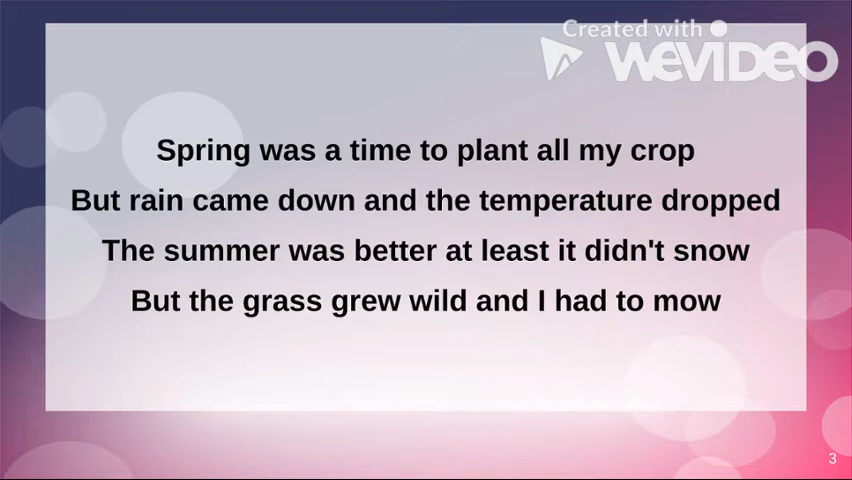 Created with
WEVIDEO
Spring was a time to plant all my crop
But rain came down and the temperature dropped
The summer was better at least it didn't snow
But the grass grew wild and I had to mow
3